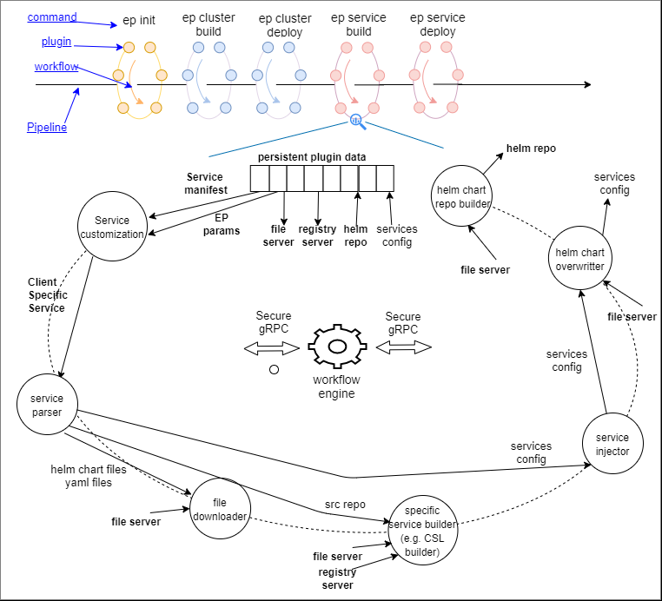 command
plugin
workflow
Pipeline
ep init
ep cluster
build
ep cluster
deploy
ep service
build
ep service
deploy
persistent plugin data
Service
manifest
EP
params
file
server
registry
server
helm
repo
services
config
helm chart
repo builder
helm repo
file server
services
config
helm chart
overwritter
file server
Service
customization
Client
Specific
Service
Secure
gRPC
Secure
gRPC
workflow
engine
services
config
service
parser
services
config
service
injector
helm chart files
yaml files
file
downloader
file server
src repo
specific
service builder
(e.g. CSL
builder)
file server
registry
server